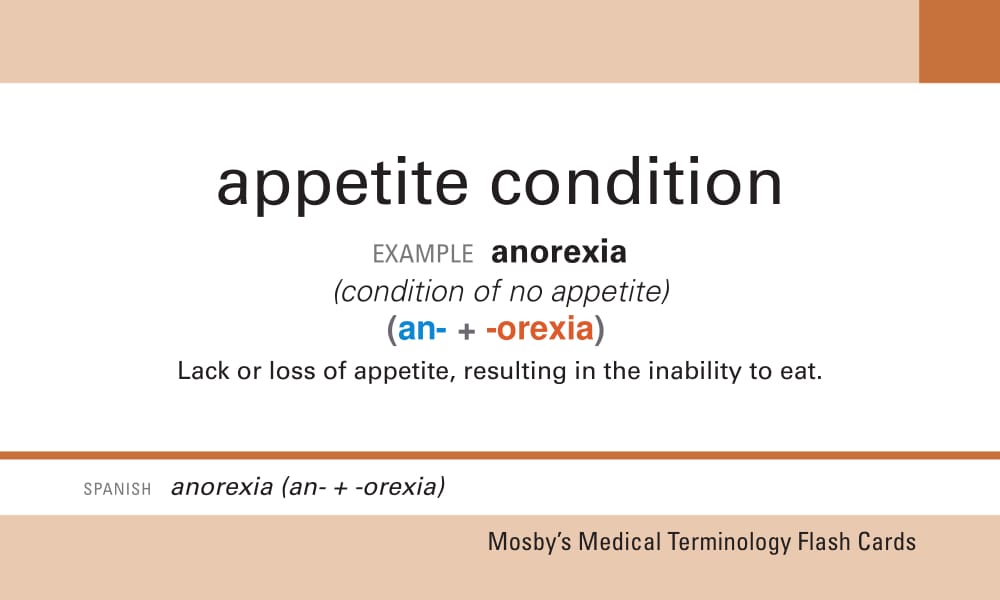 appetite condition
EXAMPLE anorexia
(condition of no appetite)
(an- + -orexia)
Lack or loss of appetite, resulting in the inability to eat.
SPANISH anorexia (an- + -orexia)
Mosby’s Medical Terminology Flash Cards